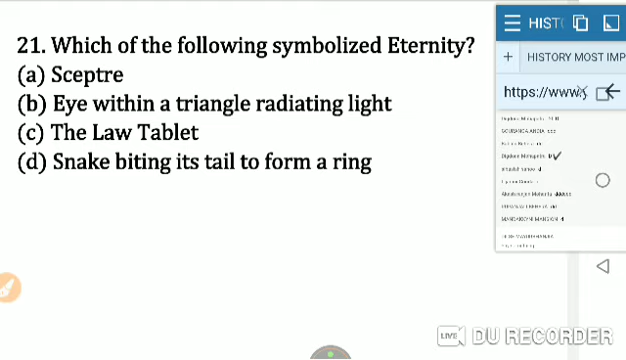 21. Which of the following symbolized Eternity?
(a) Sceptre
(b) Eye within a triangle radiating light
(c) The Law Tablet
(d) Snake biting its tail to form a ring
HIST
+ HISTORY MOST IMP
https://www.y
LIVE DU RECORDER